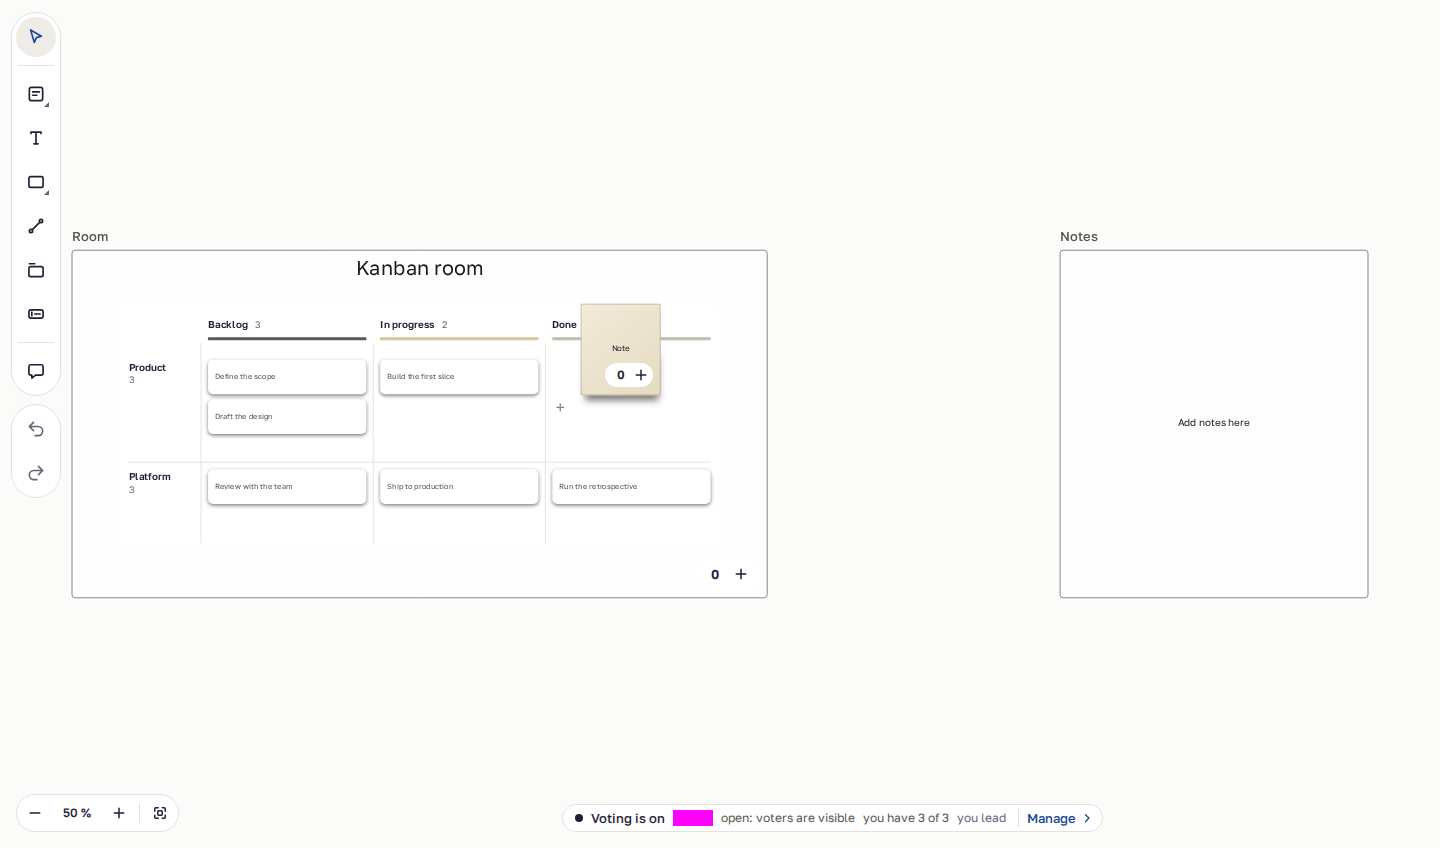 Room
Notes
Kanban room
Backlog 3
In progress 2
Done
Product
3
Define the scope
Build the first slice
Note
0
Draft the design
Add notes here
Platform
3
Review with the team
Ship to production
Run the retrospective
0
50 %
Voting is on open: voters are visible you have 3 of 3 you lead Manage